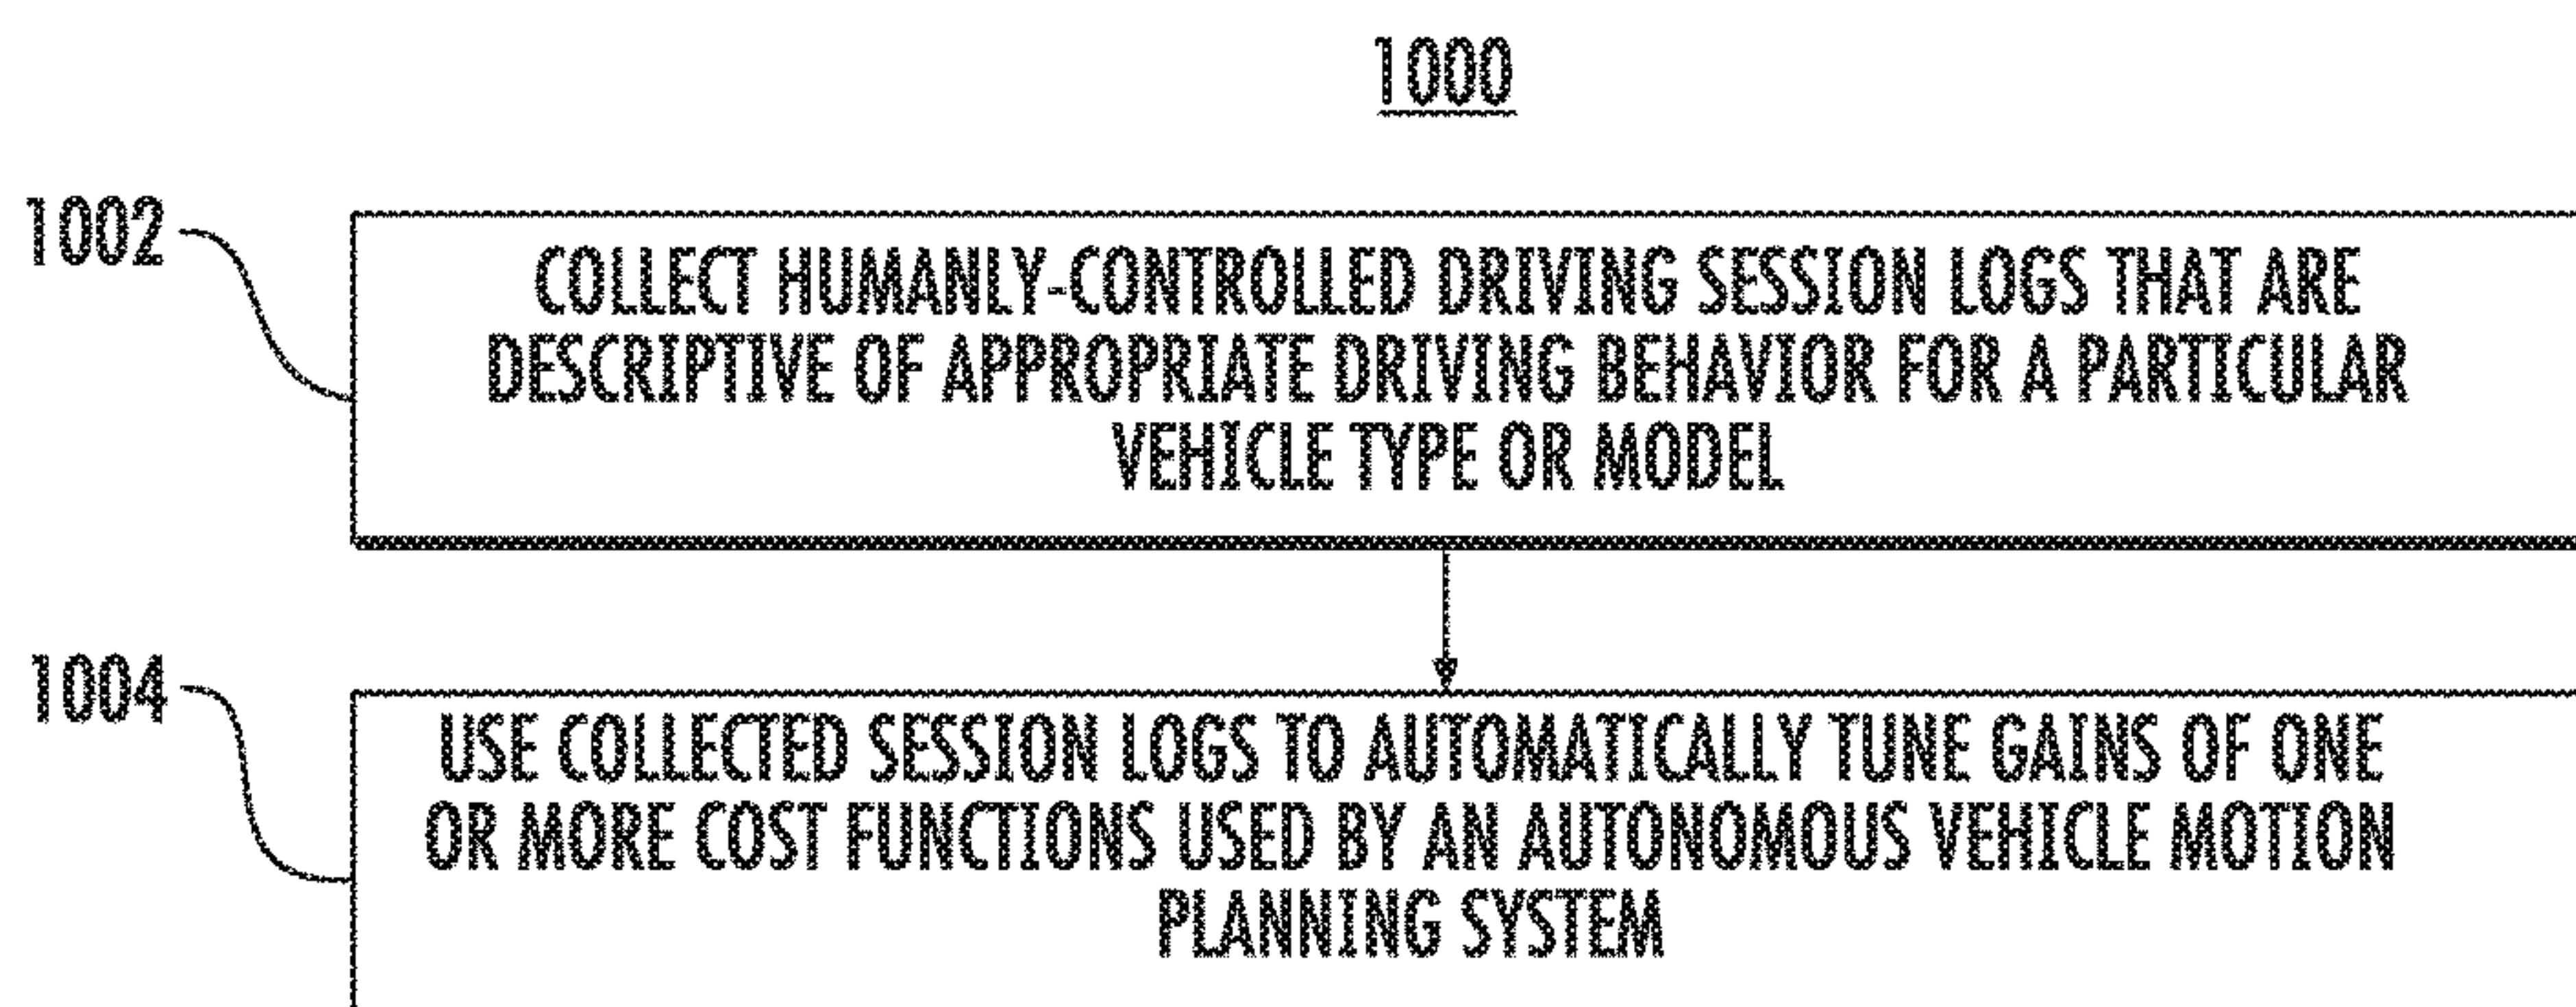 1000
1002
COLLECT HUMANLY-CONTROLLED DRIVING SESSION LOGS THAT ARE
DESCRIPTIVE OF APPROPRIATE DRIVING BEHAVIOR FOR A PARTICULAR
VEHICLE TYPE OR MODEL
1004
USE COLLECTED SESSION LOGS TO AUTOMATICALLY TUNE GAINS OF ONE
OR MORE COST FUNCTIONS USED BY AN AUTONOMOUS VEHICLE MOTION
PLANNING SYSTEM